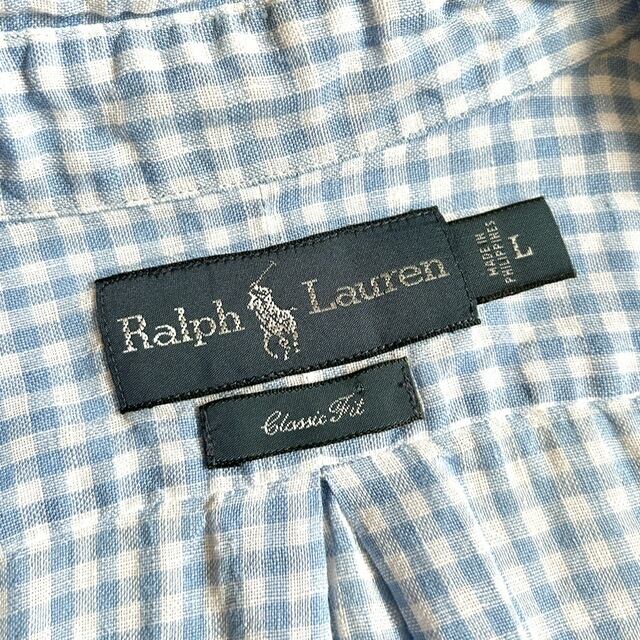 Ralph Lauren
MADE IN
PHILIPPINES
L
Classic Fit